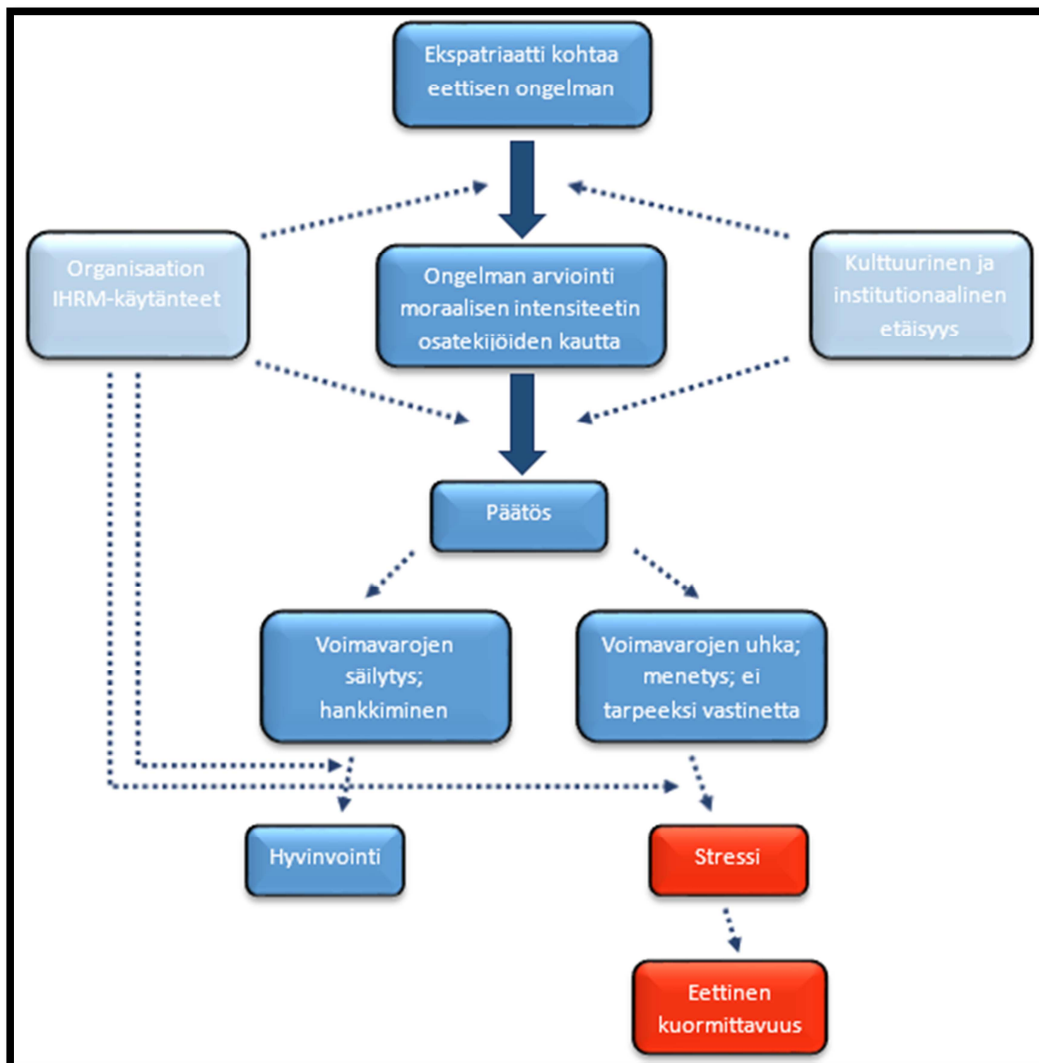 Ekspatriaatti kohtaa
eettisen ongelman
Organisaation
IHRM-käytänteet
Ongelman arviointi
moraalisen intensiteetin
osatekijöiden kautta
Kulttuurinen ja
institutionaalinen
etäisyys
Päätös
Voimavarojen
säilytys;
hankkiminen
Voimavarojen uhka;
menetys; ei
tarpeeksi vastinetta
Hyvinvointi
Stressi
Eettinen
kuormittavuus